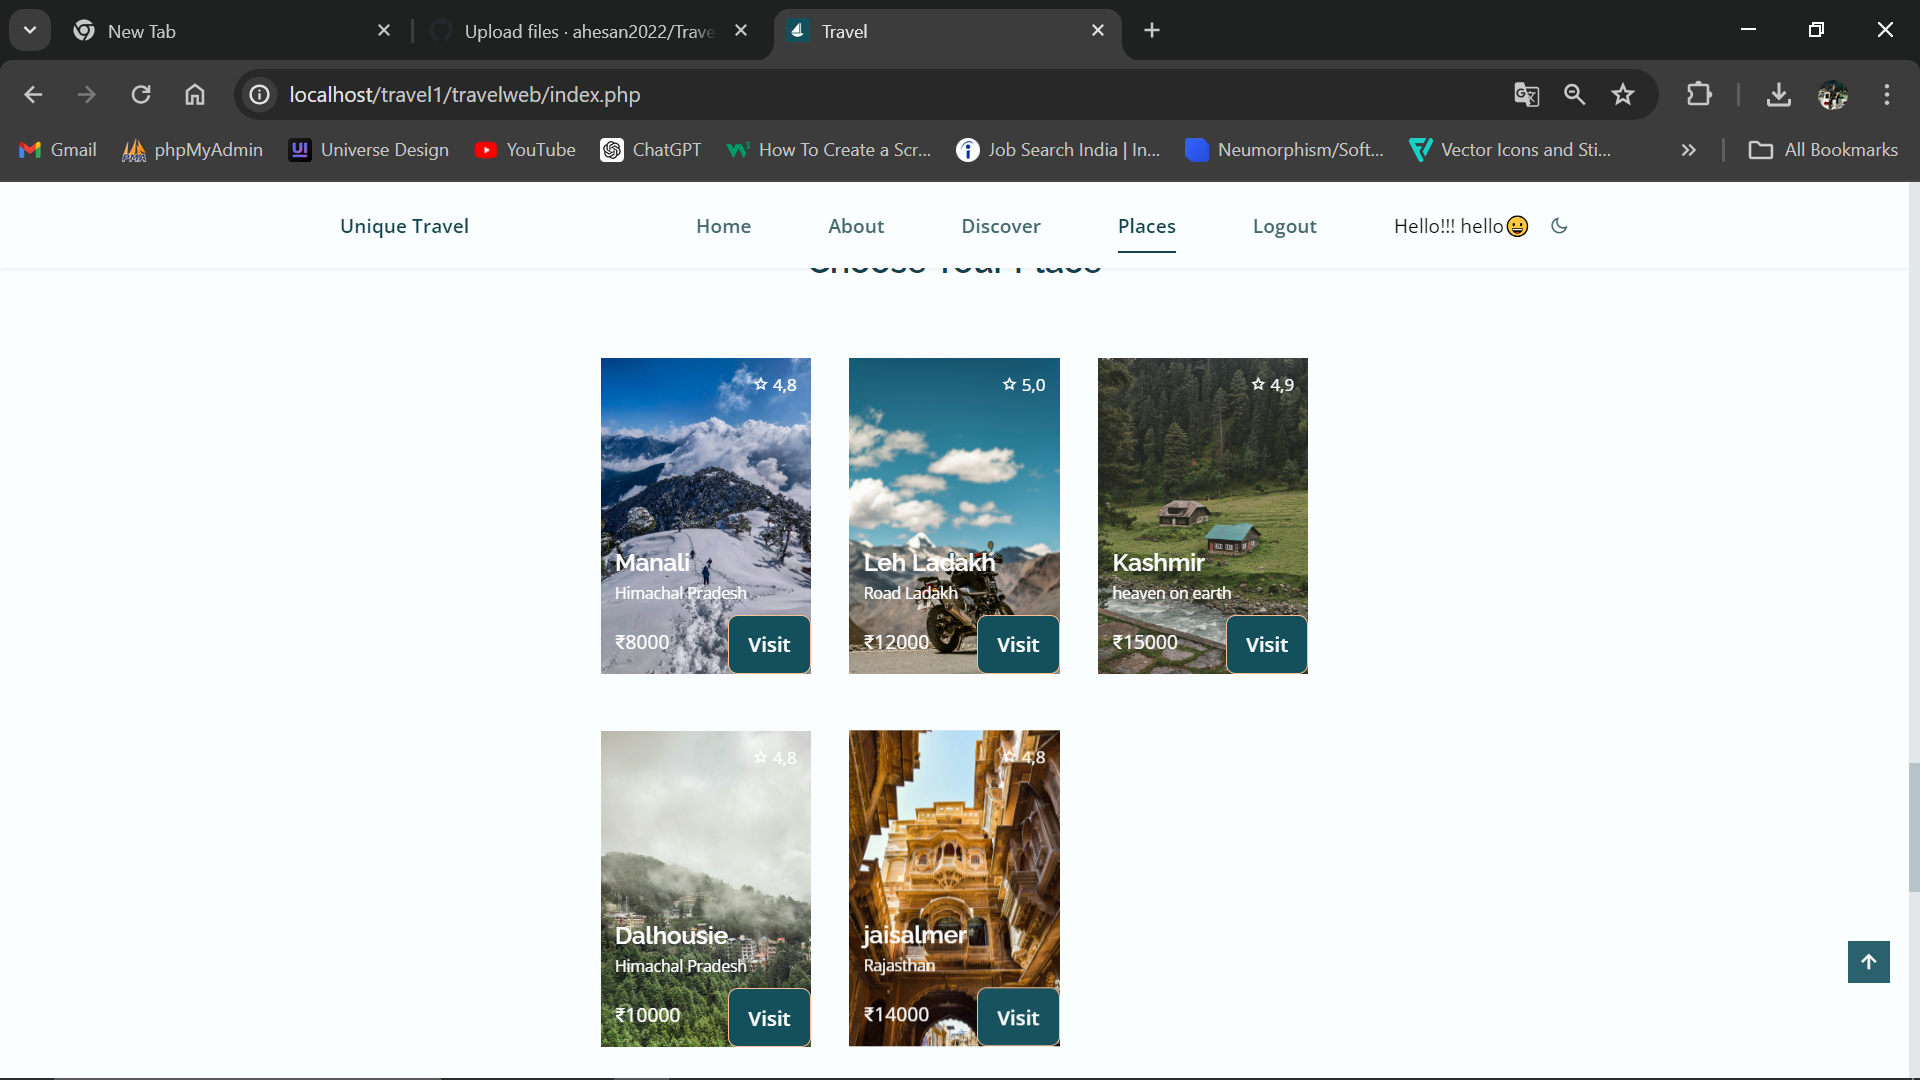 New Tab
Upload files · ahesan2022/Trave
Travel
localhost/travel1/travelweb/index.php
Gmail
phpMyAdmin
Universe Design
YouTube
ChatGPT
How To Create a Scr...
Job Search India | In...
Neumorphism/Soft...
Vector Icons and Sti...
All Bookmarks
Unique Travel
Home
About
Discover
Places
Logout
Hello!!! hello😀
Choose Your Place
4,8
Manali
Himachal Pradesh
₹8000
Visit
5,0
Leh Ladakh
Road Ladakh
₹12000
Visit
4,9
Kashmir
heaven on earth
₹15000
Visit
4,8
Dalhousie
Himachal Pradesh
₹10000
Visit
4,8
jaisalmer
Rajasthan
₹14000
Visit